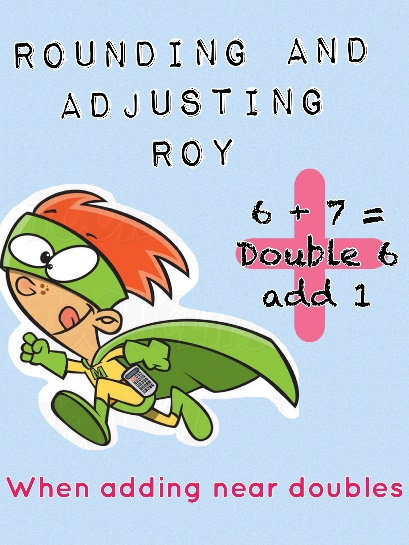 ROUNDING AND
ADJUSTING
ROY
6 + 7 =
Double 6
add 1
When adding near doubles